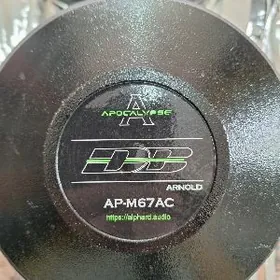 A
APOCALYPSE
DB
ARNOLD
AP-M67AC
https://alphard.audio